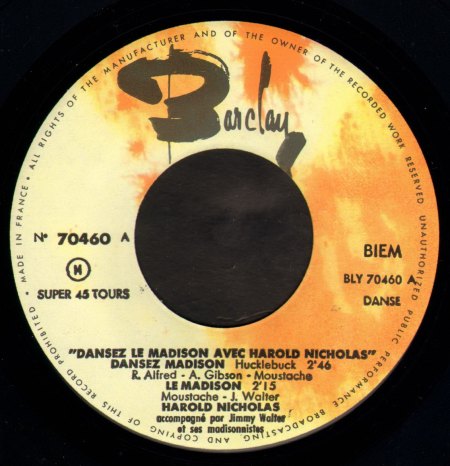 ALL RIGHTS OF THE MANUFACTURER AND OF THE OWNER OF THE RECORDED WORK RESERVED • UNAUTHORIZED PUBLIC PERFORMANCE BROADCASTING AND COPYING OF THIS RECORD PROHIBITED • MADE IN FRANCE •
Barclay
N° 70460 A
M
SUPER 45 TOURS
BIEM
BLY 70460 A
DANSE
"DANSEZ LE MADISON AVEC HAROLD NICHOLAS"
DANSEZ MADISON Hucklebuck 2'46
R. Alfred - A. Gibson - Moustache
LE MADISON 2'15
Moustache - J. Walter
HAROLD NICHOLAS
accompagné par Jimmy Walter
et ses madisonnistes